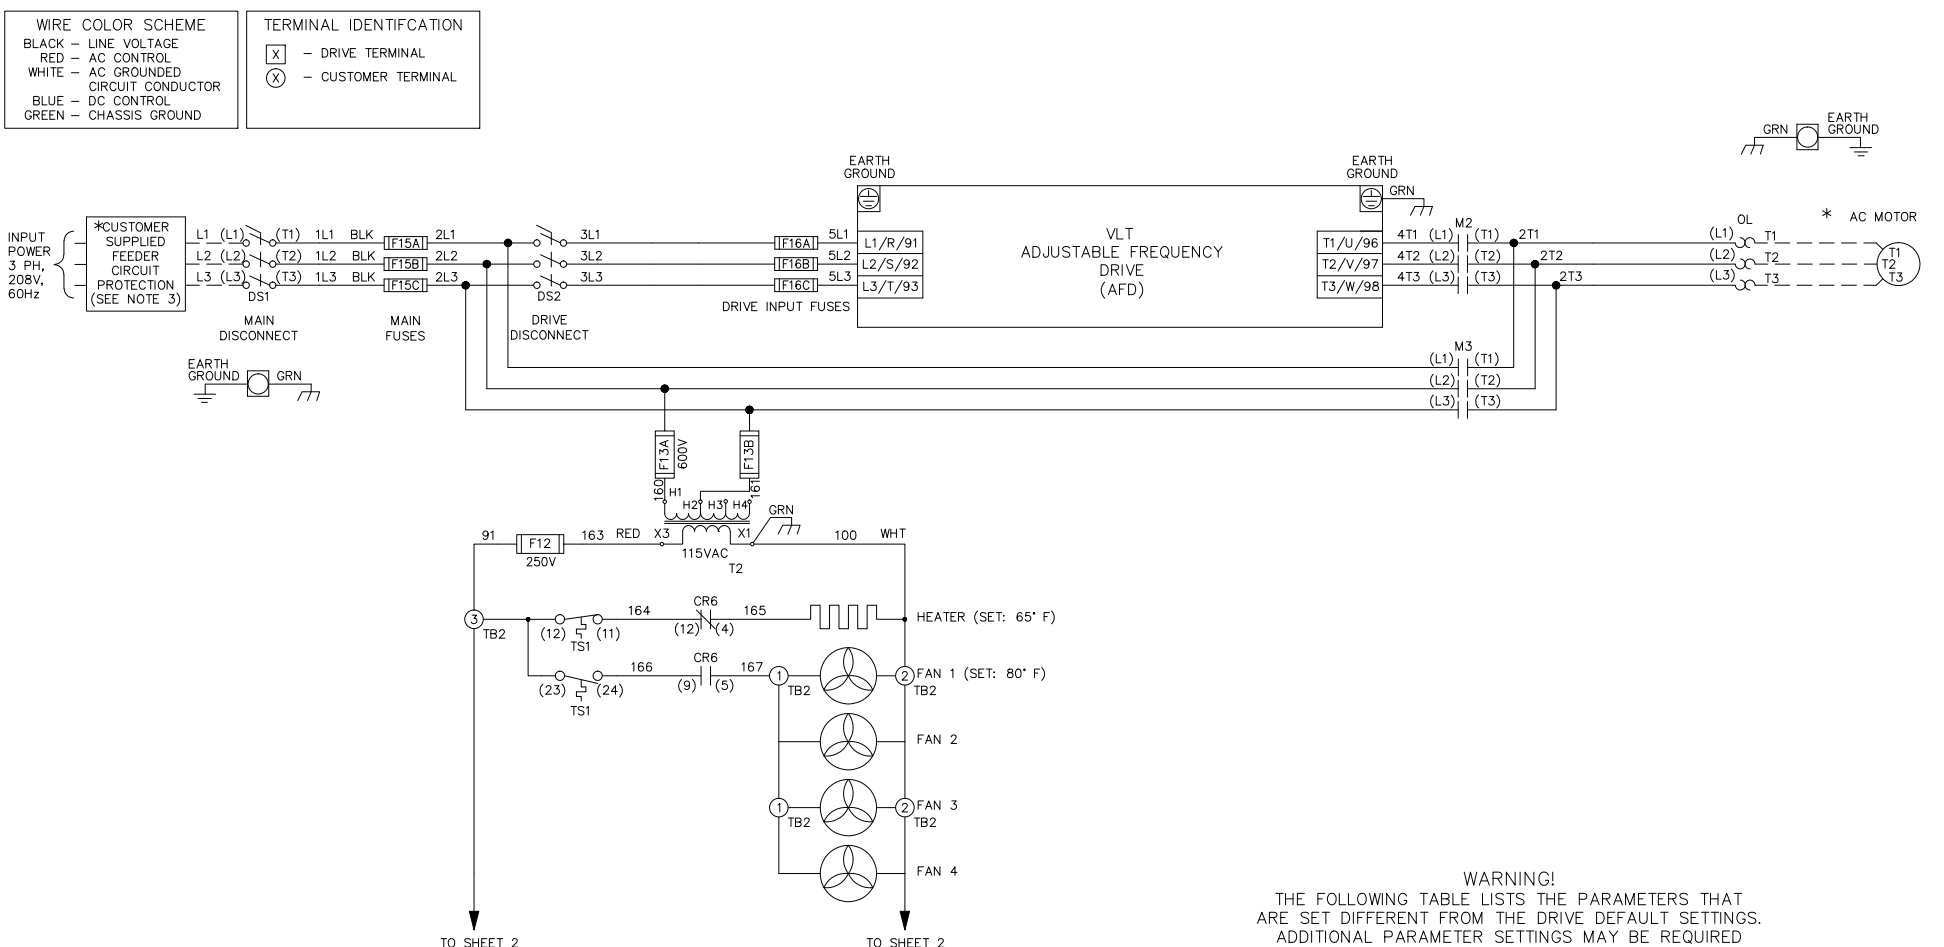 WIRE COLOR SCHEME
BLACK – LINE VOLTAGE
RED – AC CONTROL
WHITE – AC GROUNDED
CIRCUIT CONDUCTOR
BLUE – DC CONTROL
GREEN – CHASSIS GROUND
TERMINAL IDENTIFCATION
X – DRIVE TERMINAL
X – CUSTOMER TERMINAL
GRN
EARTH
GROUND
INPUT
POWER
3 PH,
208V,
60Hz
*CUSTOMER
SUPPLIED
FEEDER
CIRCUIT
PROTECTION
(SEE NOTE 3)
L1 (L1) (T1) 1L1 BLK F15A 2L1 3L1 F16A 5L1 L1/R/91
L2 (L2) (T2) 1L2 BLK F15B 2L2 3L2 F16B 5L2 L2/S/92
L3 (L3) (T3) 1L3 BLK F15C 2L3 3L3 F16C 5L3 L3/T/93
DS1
MAIN
DISCONNECT
MAIN
FUSES
DS2
DRIVE
DISCONNECT
DRIVE INPUT FUSES
EARTH
GROUND
VLT
ADJUSTABLE FREQUENCY
DRIVE
(AFD)
EARTH
GROUND
GRN
M2
T1/U/96 4T1 (L1) (T1) 2T1
T2/V/97 4T2 (L2) (T2) 2T2
T3/W/98 4T3 (L3) (T3) 2T3
OL
(L1) T1
(L2) T2
(L3) T3
* AC MOTOR
T1
T2
T3
M3
(L1) (T1)
(L2) (T2)
(L3) (T3)
EARTH
GROUND
GRN
F13A
600V
F13B
160
161
H1 H2 H3 H4
GRN
91 F12 163 RED X3 X1 100 WHT
250V
115VAC
T2
3
TB2
(12) (11)
TS1
164
CR6
(12) (4)
165
HEATER (SET: 65° F)
(23) (24)
TS1
166
CR6
(9) (5)
167
1
TB2
2
TB2
FAN 1 (SET: 80° F)
FAN 2
1
TB2
2
TB2
FAN 3
FAN 4
TO SHEET 2
TO SHEET 2
WARNING!
THE FOLLOWING TABLE LISTS THE PARAMETERS THAT
ARE SET DIFFERENT FROM THE DRIVE DEFAULT SETTINGS.
ADDITIONAL PARAMETER SETTINGS MAY BE REQUIRED